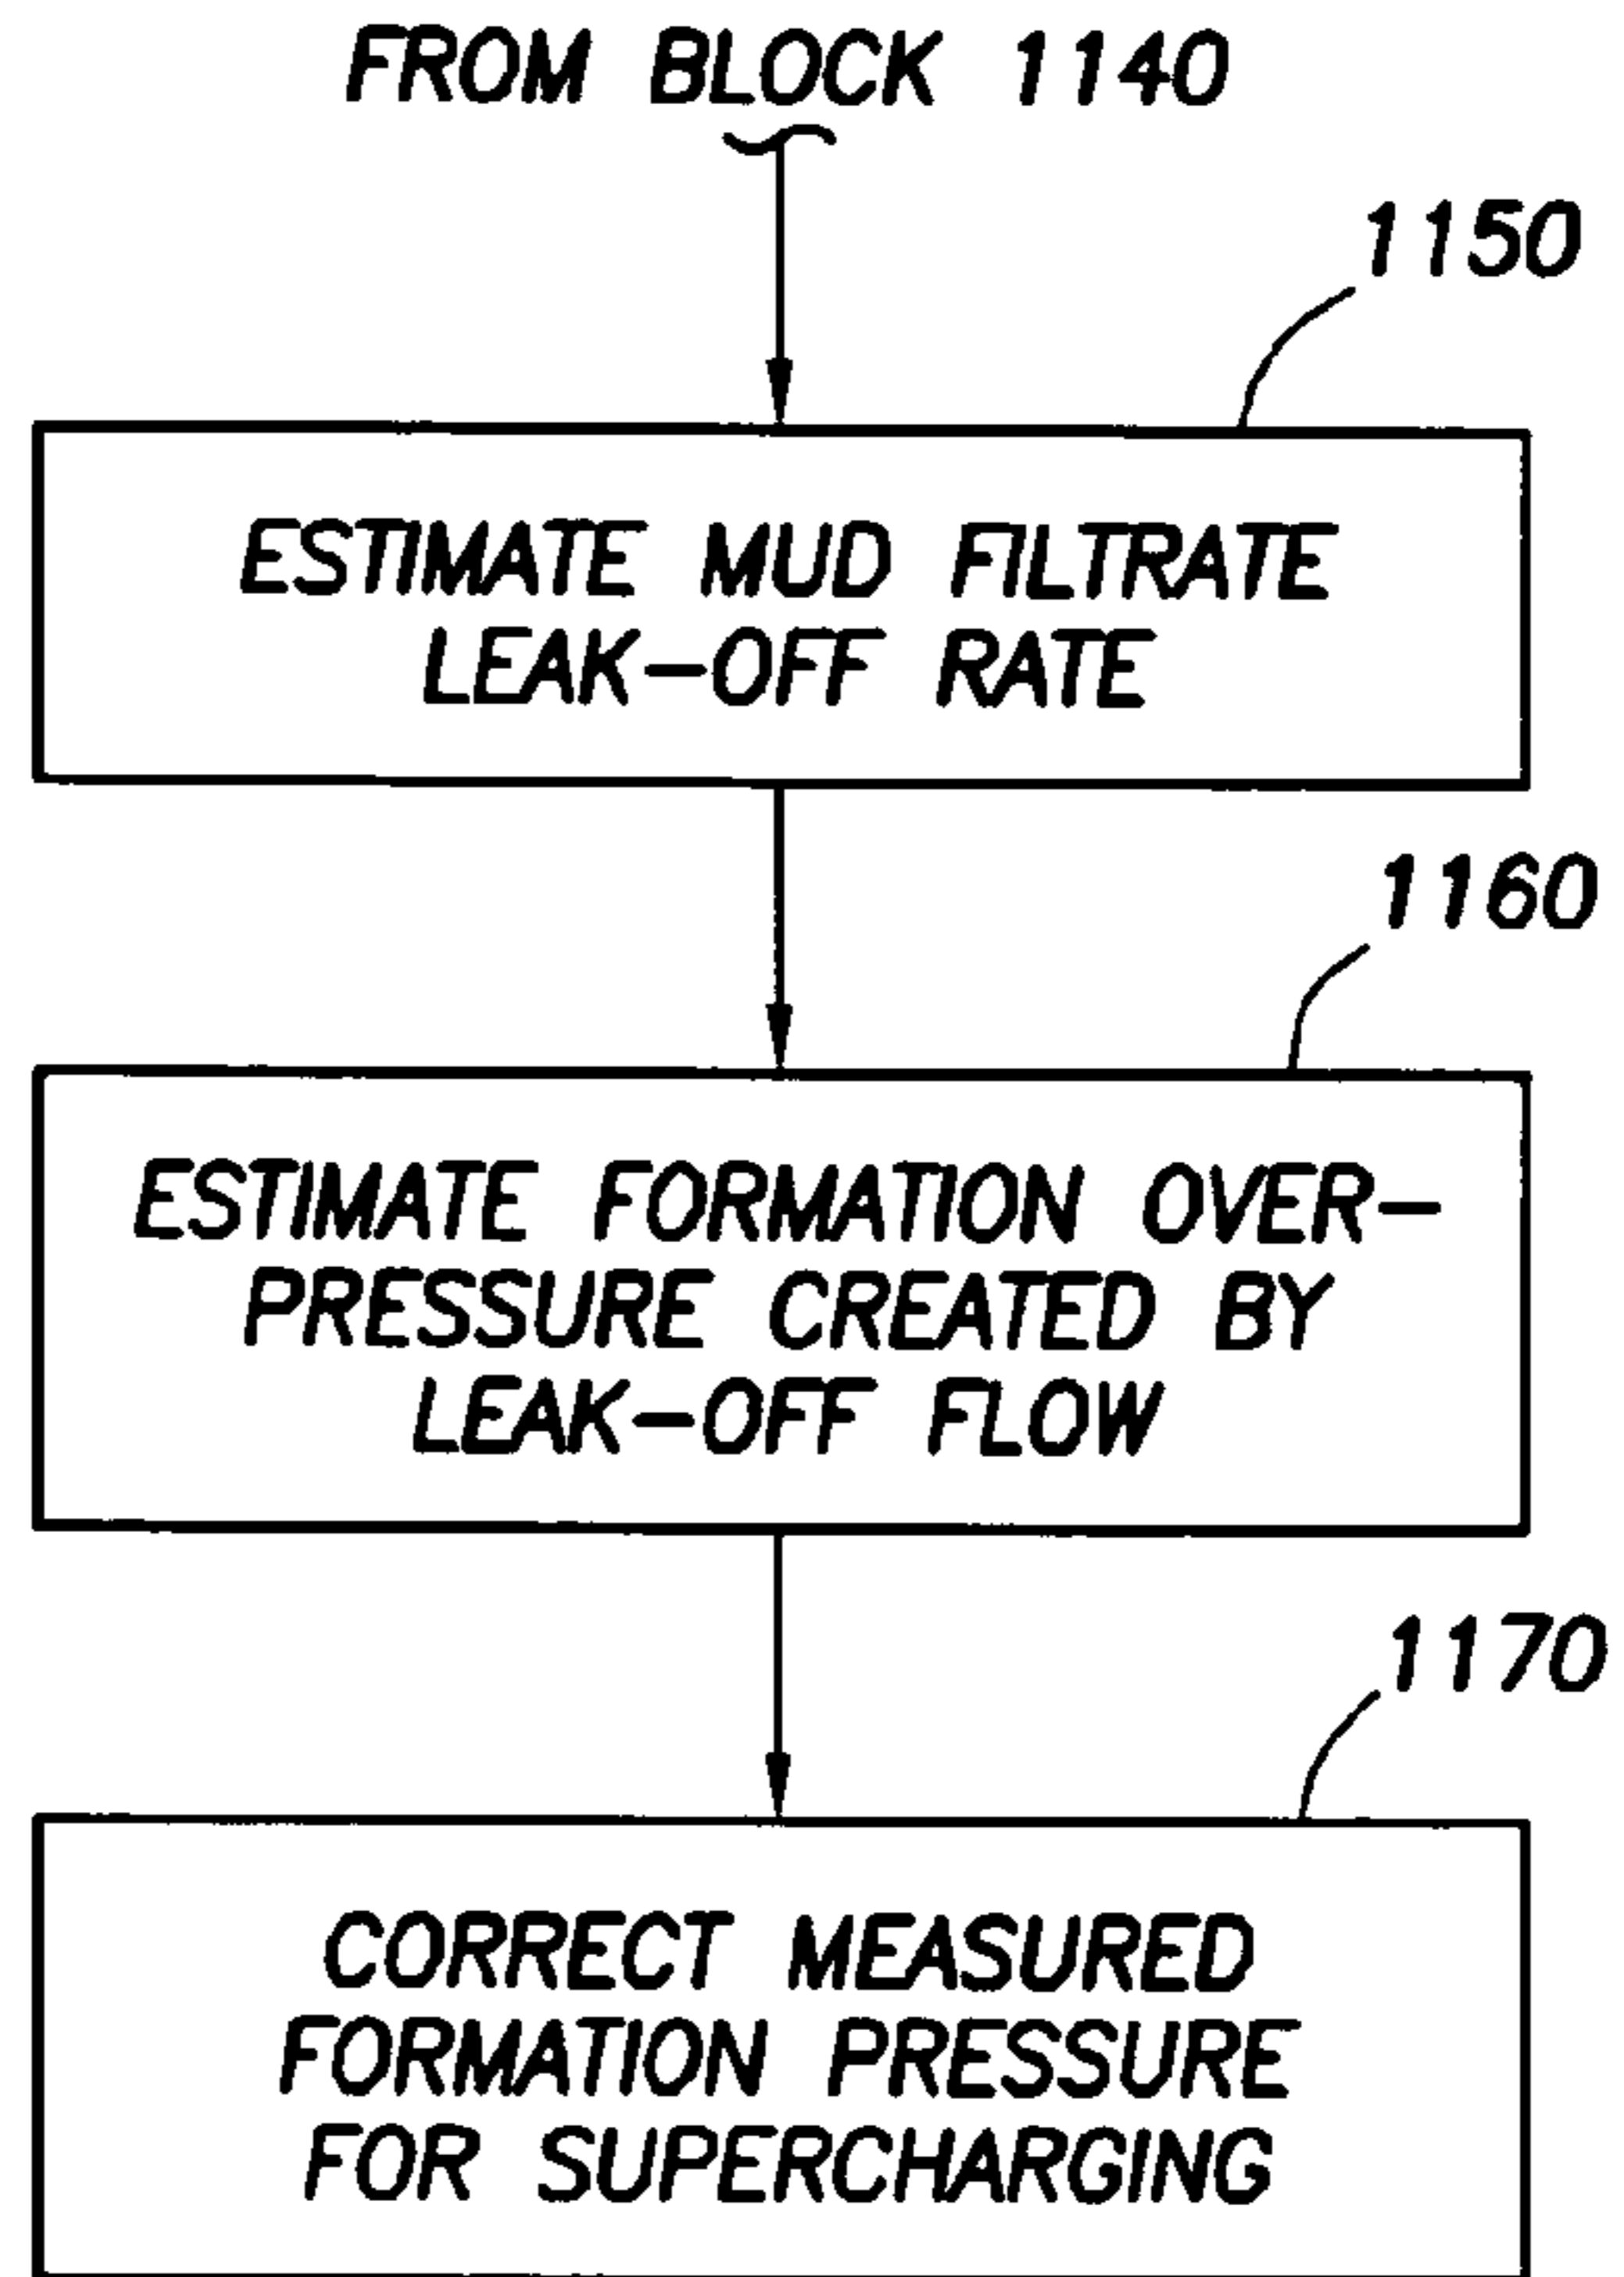 FROM BLOCK 1140
1150
ESTIMATE MUD FILTRATE
LEAK-OFF RATE
1160
ESTIMATE FORMATION OVER-
PRESSURE CREATED BY
LEAK-OFF FLOW
1170
CORRECT MEASURED
FORMATION PRESSURE
FOR SUPERCHARGING